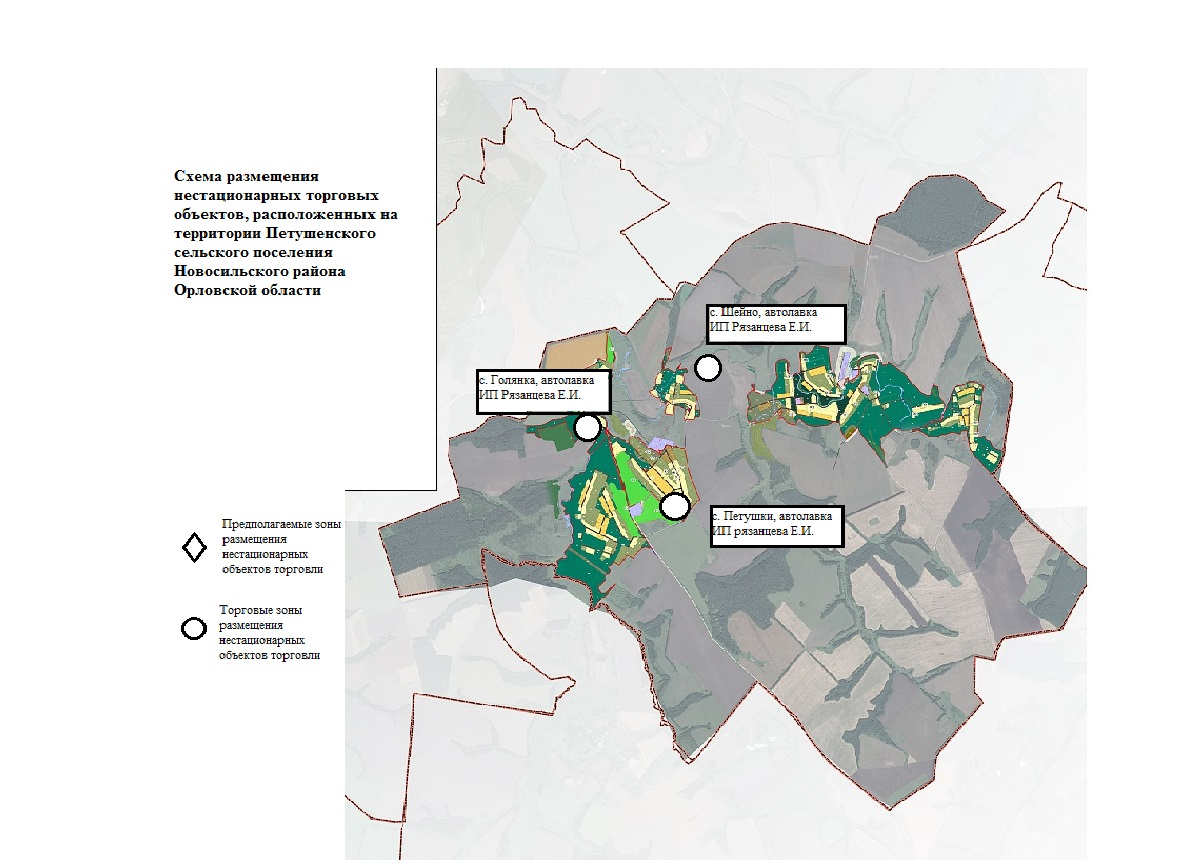 Схема размещения
нестационарных торговых
объектов, расположенных на
территории Петушенского
сельского поселения
Новосильского района
Орловской области
с. Шейно, автолавка
ИП Рязанцева Е.И.
с. Голянка, автолавка
ИП Рязанцева Е.И.
с. Петушки, автолавка
ИП рязанцева Е.И.
Предполагаемые зоны
размещения
нестационарных
объектов торговли
Торговые зоны
размещения
нестационарных
объектов торговли